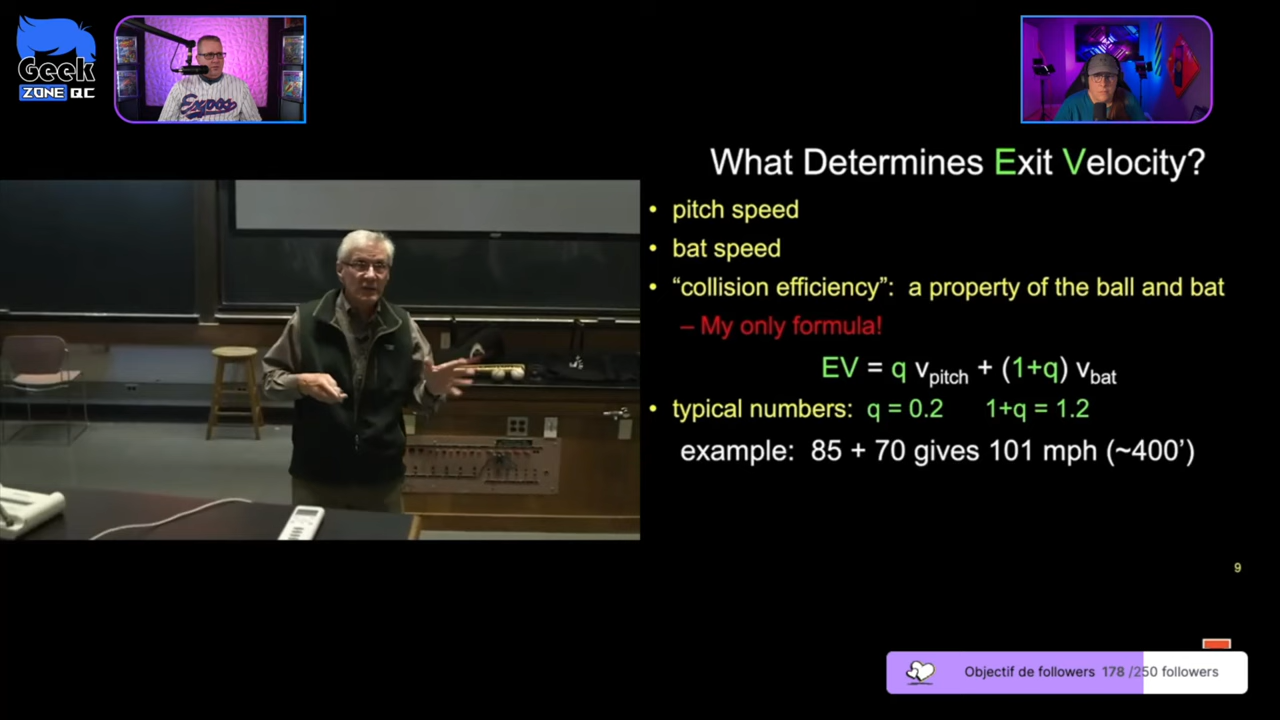 Geek
ZONE QC
Expos
What Determines Exit Velocity?
• pitch speed
• bat speed
• “collision efficiency”: a property of the ball and bat
– My only formula!
EV = q vpitch + (1+q) vbat
• typical numbers: q = 0.2 1+q = 1.2
example: 85 + 70 gives 101 mph (~400’)
9
Objectif de followers 178 /250 followers